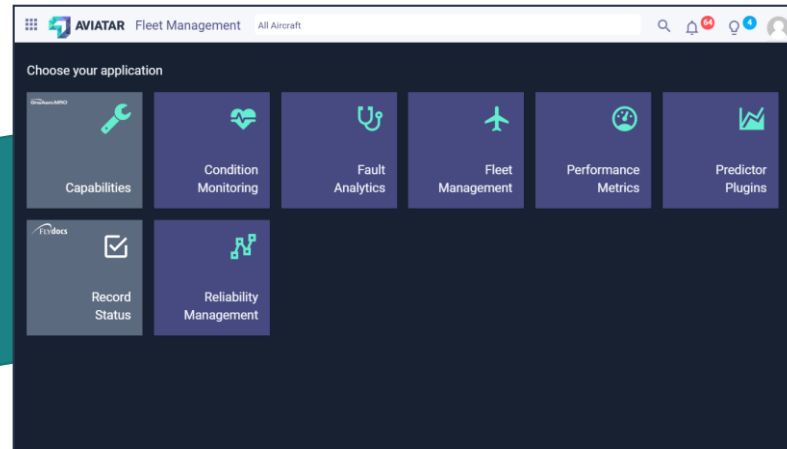 AVIATAR Fleet Management All Aircraft 64 4
Choose your application
Capabilities
Condition
Monitoring
Fault
Analytics
Fleet
Management
Performance
Metrics
Predictor
Plugins
FLYdocs
Record
Status
Reliability
Management